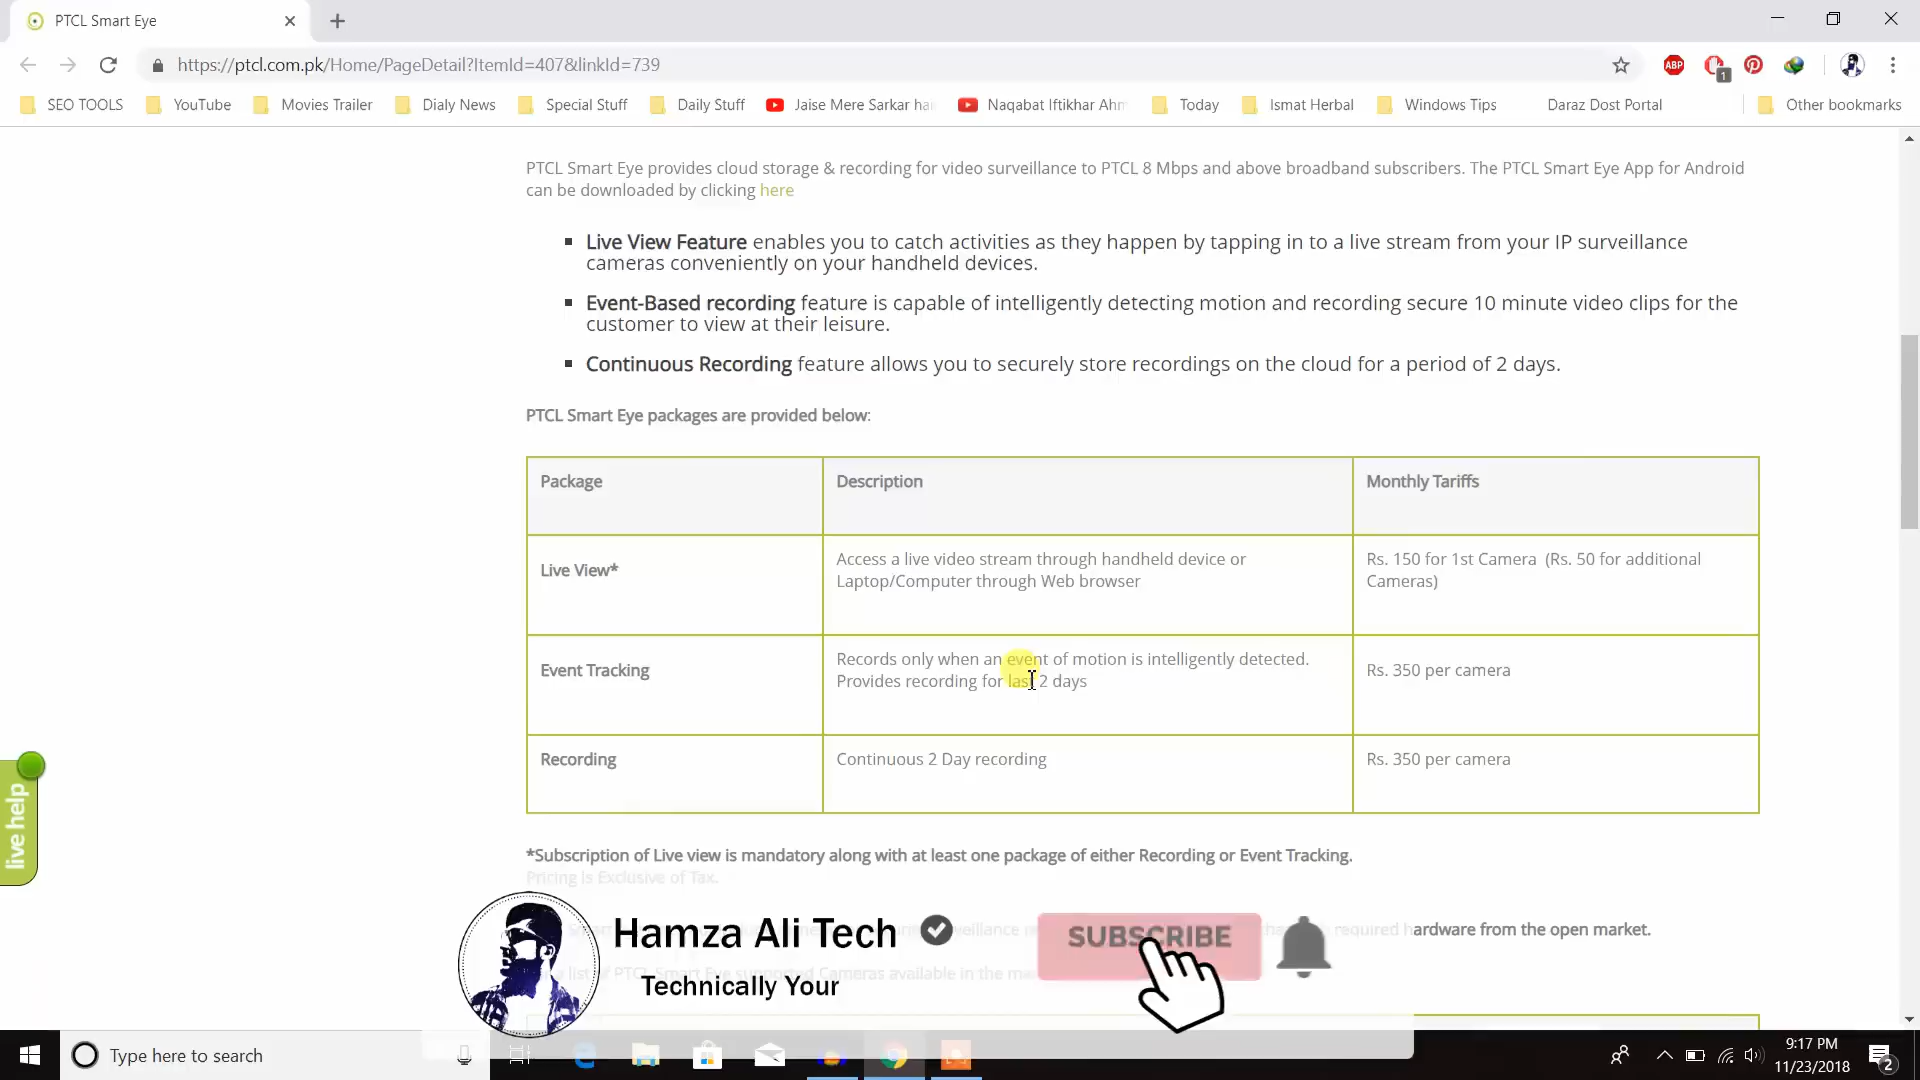 PTCL Smart Eye
https://ptcl.com.pk/Home/PageDetail?ItemId=407&linkId=739
ABP
1
SEO TOOLS YouTube Movies Trailer Dialy News Special Stuff Daily Stuff Jaise Mere Sarkar hai Naqabat Iftikhar Ahm Today Ismat Herbal Windows Tips Daraz Dost Portal Other bookmarks
PTCL Smart Eye provides cloud storage & recording for video surveillance to PTCL 8 Mbps and above broadband subscribers. The PTCL Smart Eye App for Android
can be downloaded by clicking here
Live View Feature enables you to catch activities as they happen by tapping in to a live stream from your IP surveillance
cameras conveniently on your handheld devices.
Event-Based recording feature is capable of intelligently detecting motion and recording secure 10 minute video clips for the
customer to view at their leisure.
Continuous Recording feature allows you to securely store recordings on the cloud for a period of 2 days.
PTCL Smart Eye packages are provided below:
Package Description Monthly Tariffs
Live View* Access a live video stream through handheld device or Rs. 150 for 1st Camera (Rs. 50 for additional
Laptop/Computer through Web browser Cameras)
Event Tracking Records only when an event of motion is intelligently detected. Rs. 350 per camera
Provides recording for last 2 days
Recording Continuous 2 Day recording Rs. 350 per camera
live help
*Subscription of Live view is mandatory along with at least one package of either Recording or Event Tracking.
Pricing Is Exclusive of Tax.
required hardware from the open market.
list of PTCL Smart Eye supported Cameras available in the
Hamza Ali Tech
Technically Your
SUBSCRIBE
Type here to search
9:17 PM
11/23/2018
2